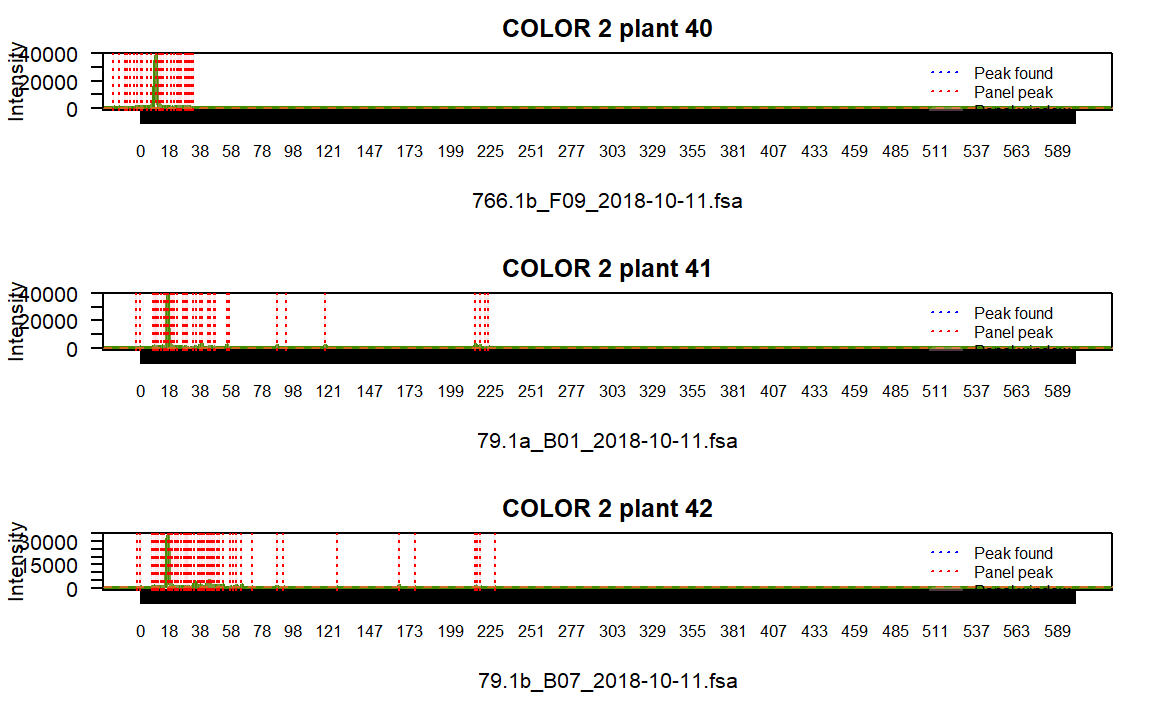 COLOR 2 plant 40
Intensity
40000
20000
0
Peak found
Panel peak
0 18 38 58 78 98 121 147 173 199 225 251 277 303 329 355 381 407 433 459 485 511 537 563 589
766.1b_F09_2018-10-11.fsa
COLOR 2 plant 41
Intensity
40000
20000
0
Peak found
Panel peak
0 18 38 58 78 98 121 147 173 199 225 251 277 303 329 355 381 407 433 459 485 511 537 563 589
79.1a_B01_2018-10-11.fsa
COLOR 2 plant 42
Intensity
30000
15000
0
Peak found
Panel peak
0 18 38 58 78 98 121 147 173 199 225 251 277 303 329 355 381 407 433 459 485 511 537 563 589
79.1b_B07_2018-10-11.fsa